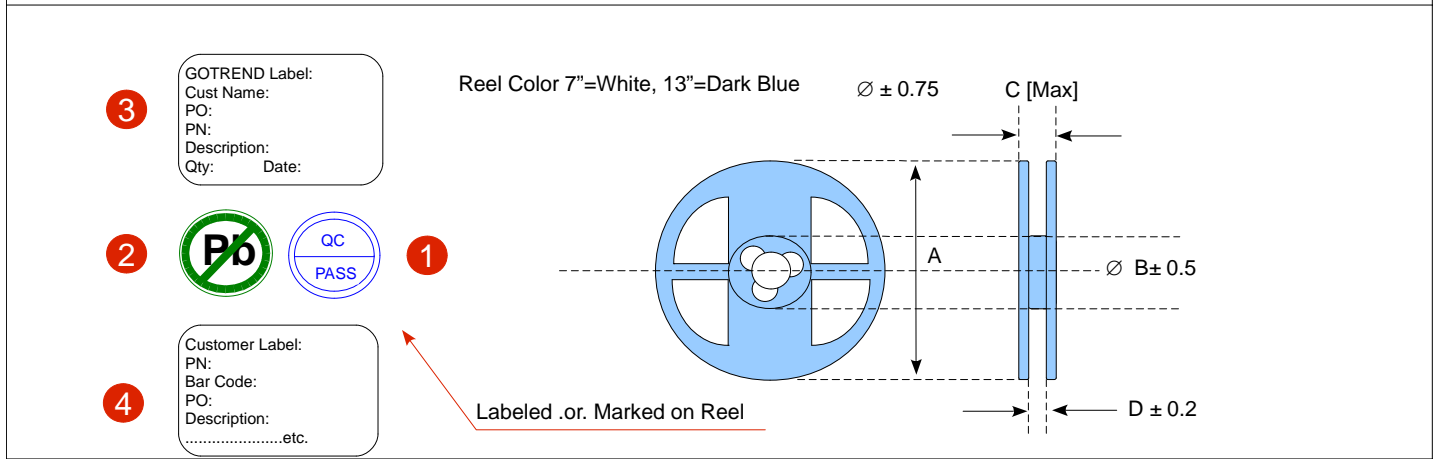 3
GOTREND Label:
Cust Name:
PO:
PN:
Description:
Qty: Date:
2
Pb
QC
PASS
1
4
Customer Label:
PN:
Bar Code:
PO:
Description:
.......................etc.
Labeled .or. Marked on Reel
Reel Color 7”=White, 13”=Dark Blue
∅ ± 0.75
C [Max]
A
∅ B± 0.5
D ± 0.2